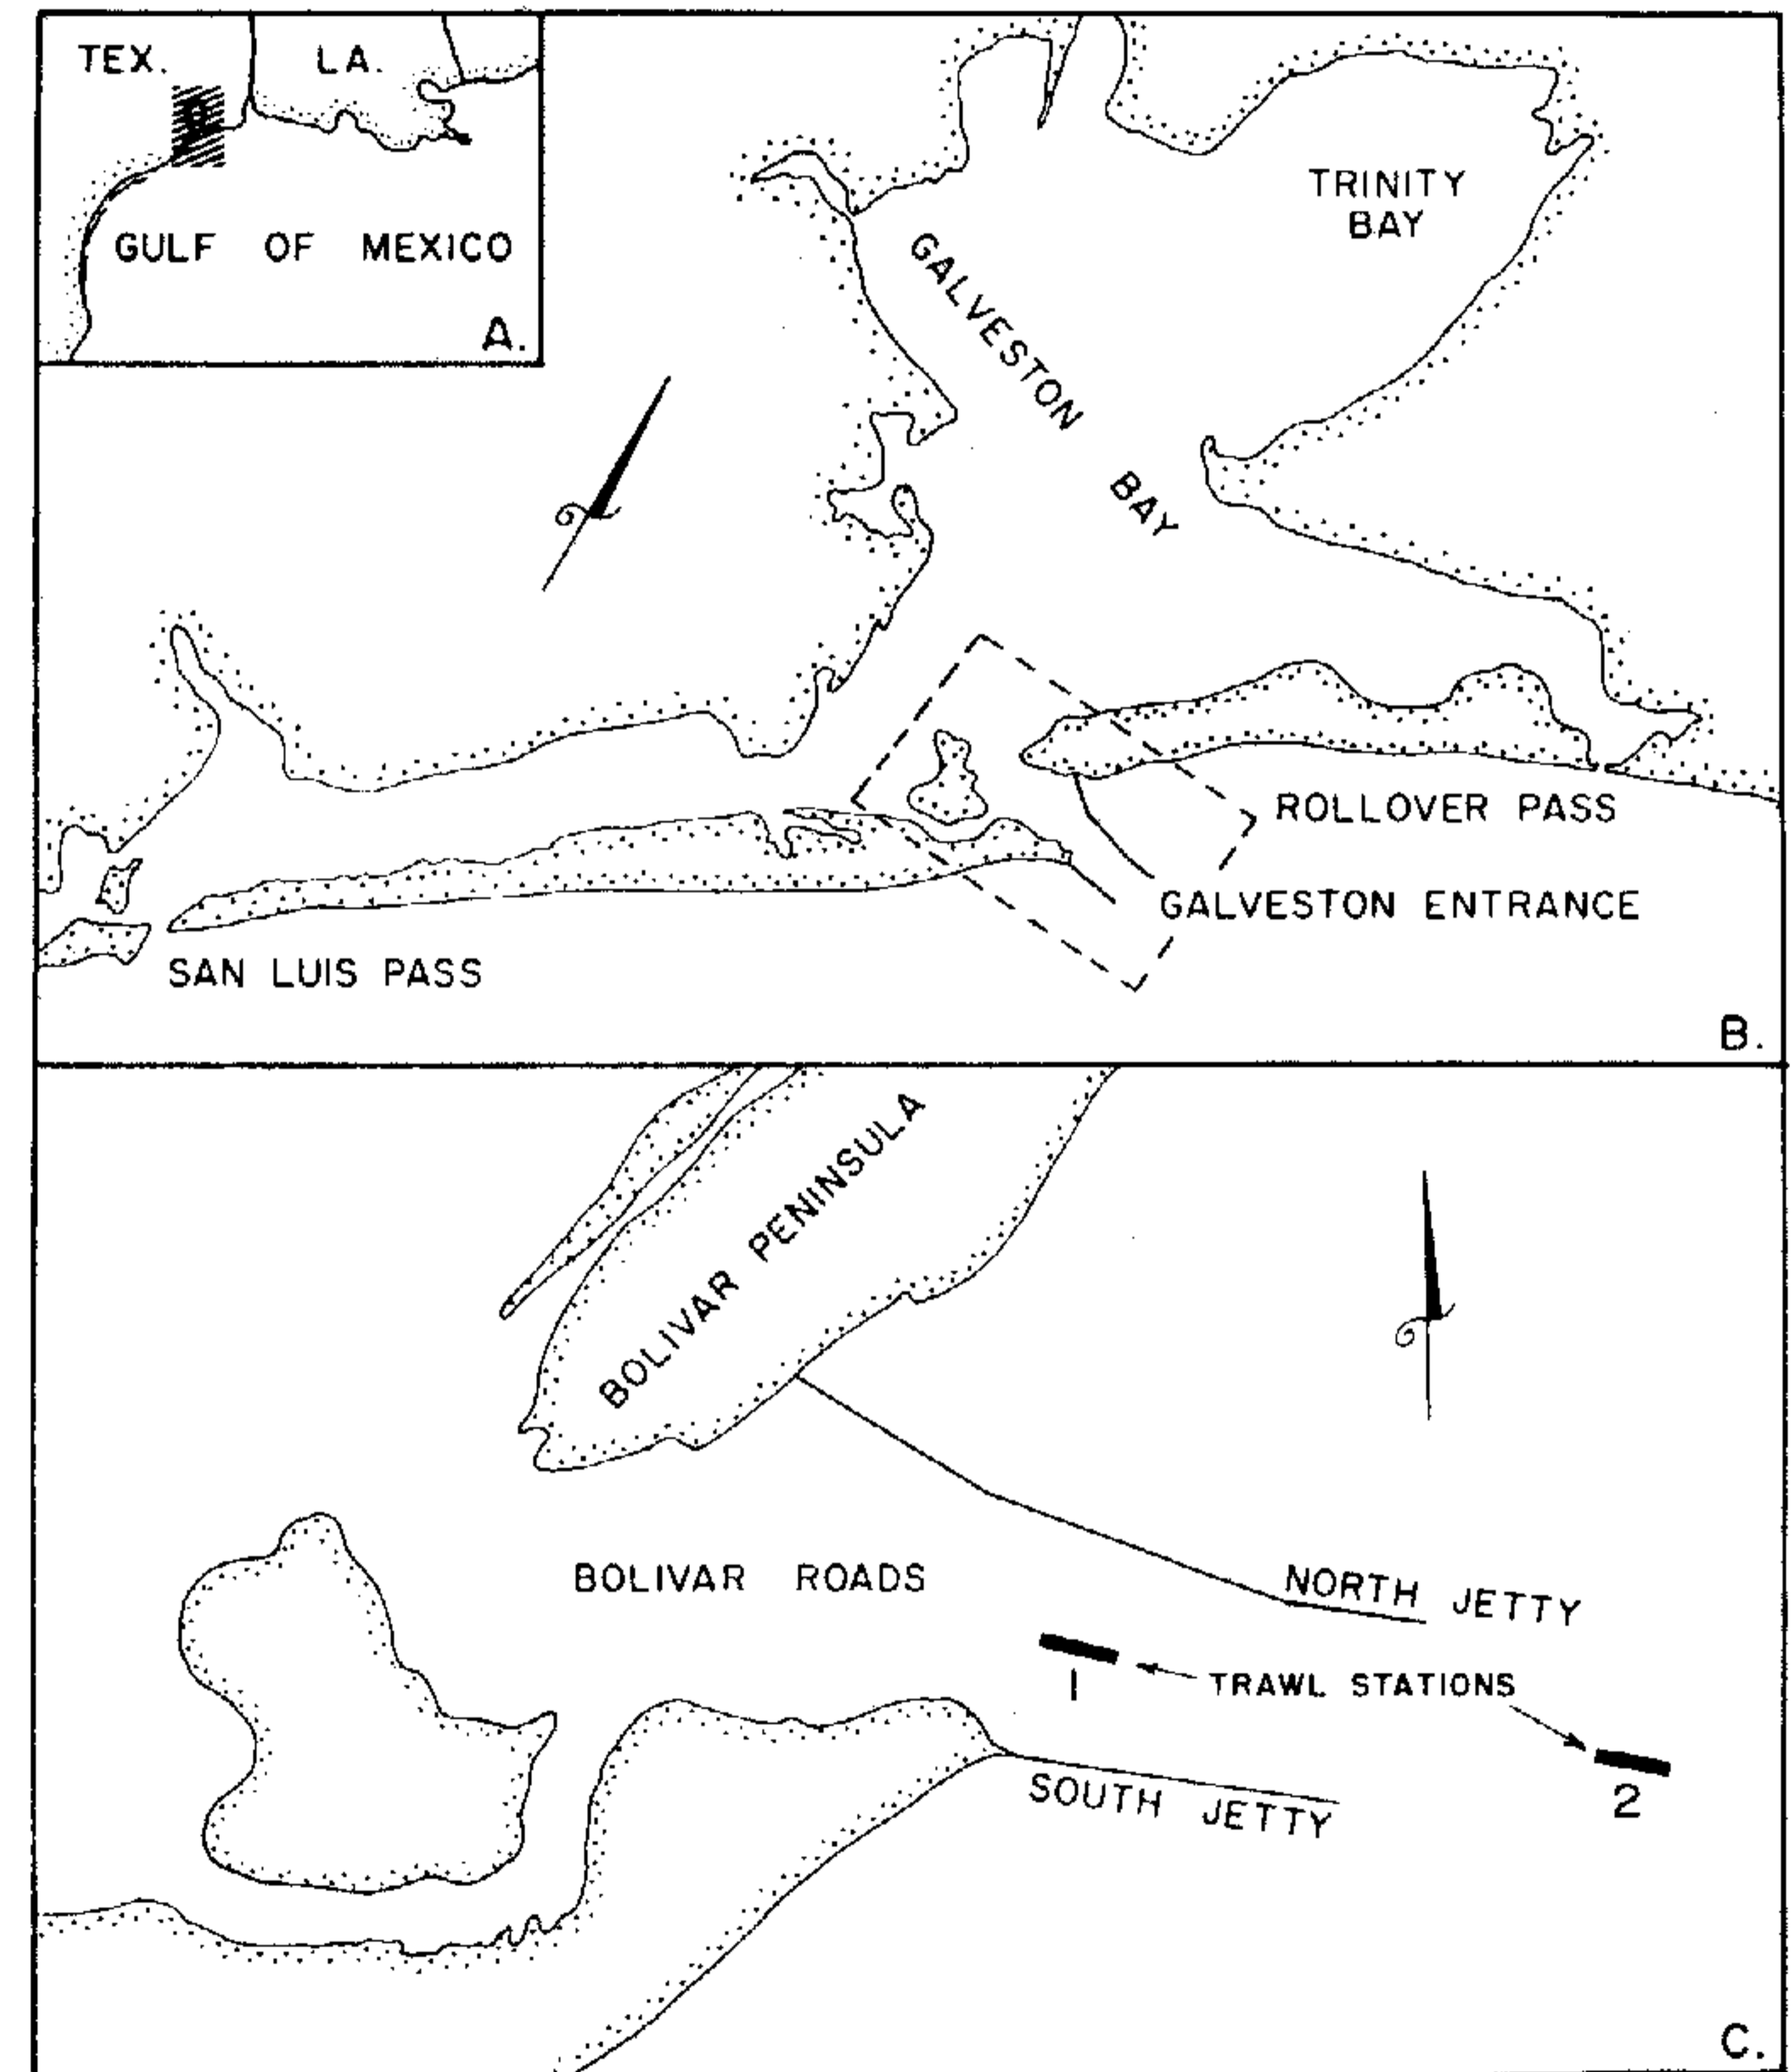 TEX. LA.
GULF OF MEXICO
A.
TRINITY
BAY
GALVESTON
BAY
ROLLOVER PASS
GALVESTON ENTRANCE
SAN LUIS PASS
B.
BOLIVAR PENINSULA
BOLIVAR ROADS
NORTH JETTY
1
TRAWL STATIONS
2
SOUTH JETTY
C.